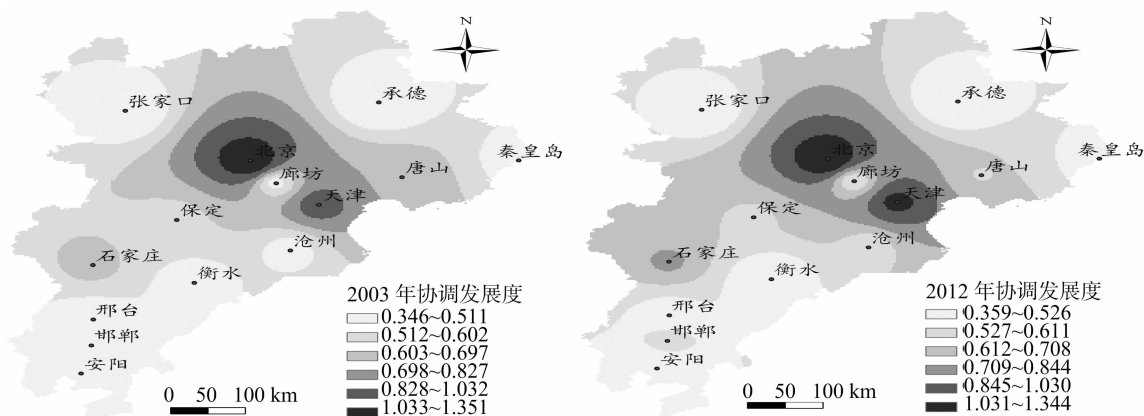 N
张家口
承德
北京
秦皇岛
廊坊
唐山
天津
保定
沧州
石家庄
衡水
邢台
邯郸
安阳
2003 年协调发展度
0.346~0.511
0.512~0.602
0.603~0.697
0.698~0.827
0.828~1.032
1.033~1.351
0 50 100 km
N
张家口
承德
北京
秦皇岛
廊坊
唐山
天津
保定
沧州
石家庄
衡水
邢台
邯郸
安阳
2012 年协调发展度
0.359~0.526
0.527~0.611
0.612~0.708
0.709~0.844
0.845~1.030
1.031~1.344
0 50 100 km